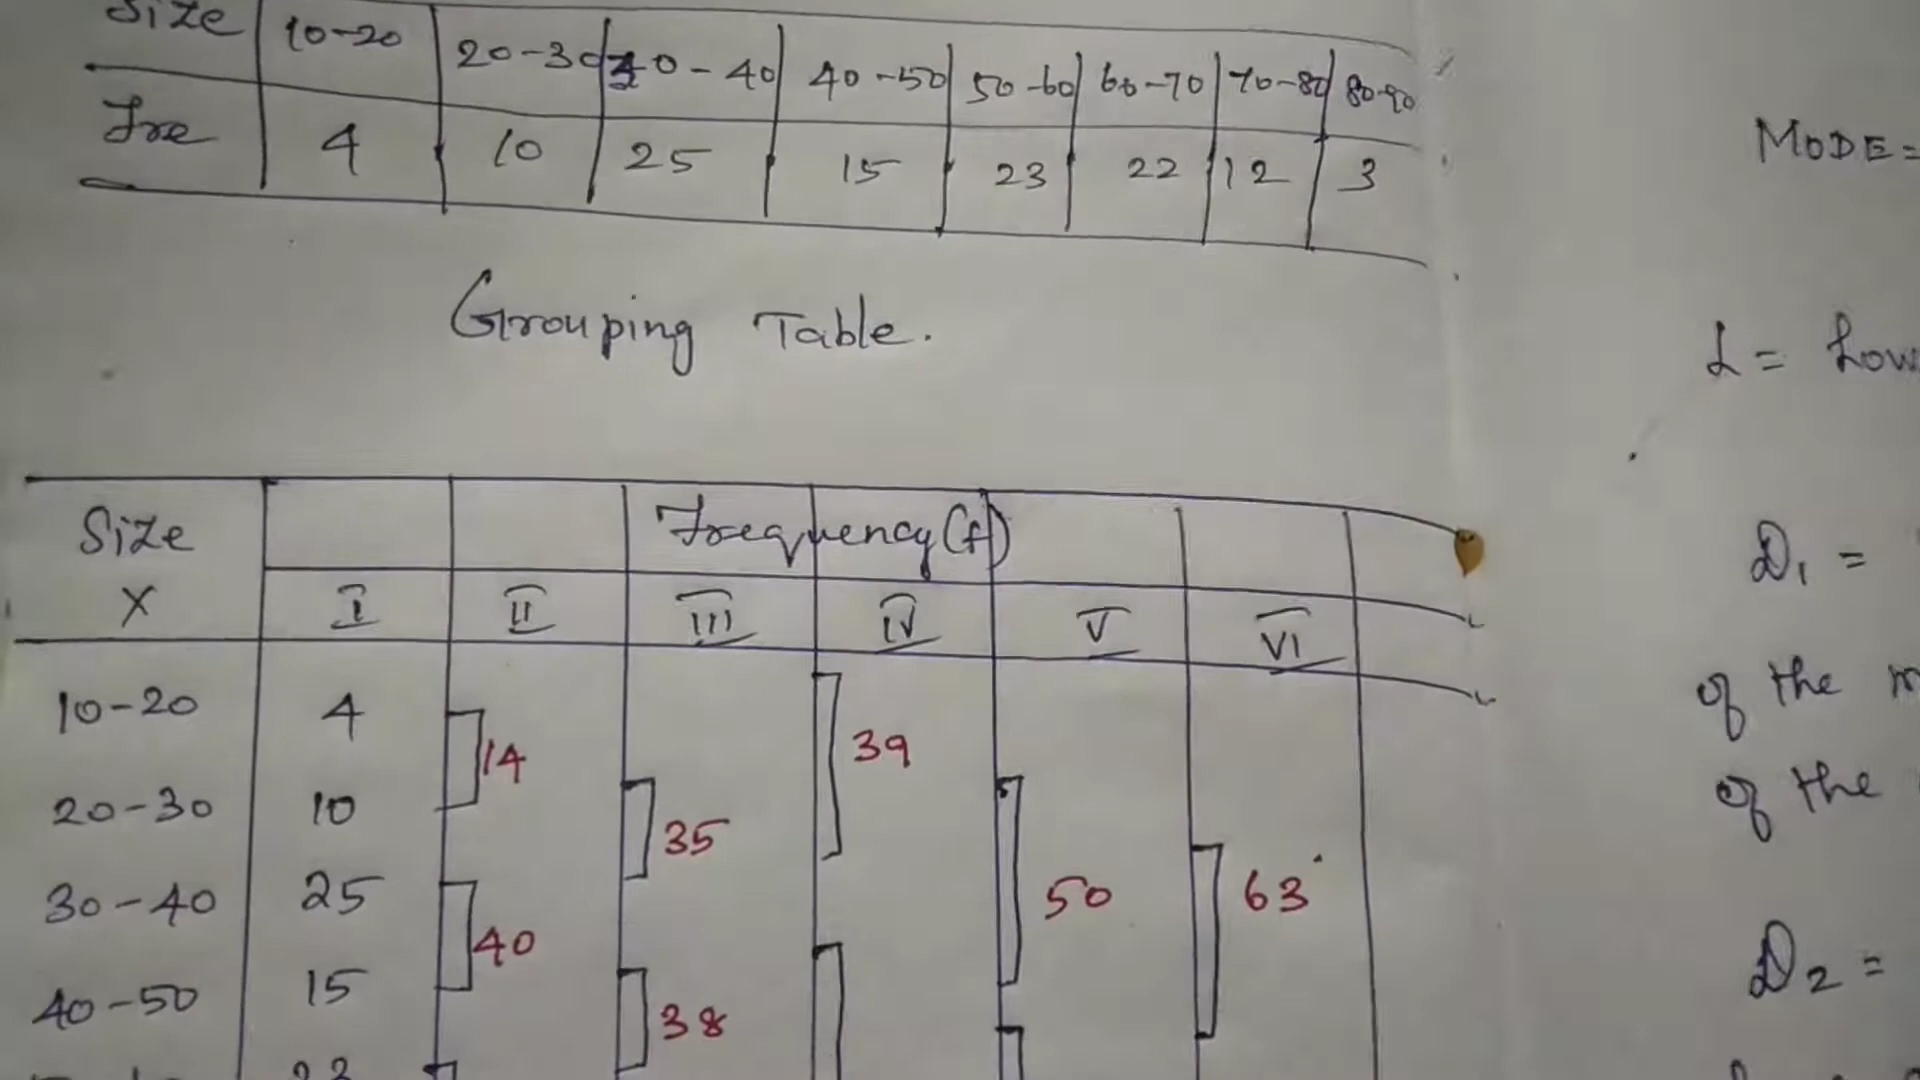 Size 10-20 20-30 30-40 40-50 50-60 60-70 70-80 80-90
Fre 4 10 25 15 23 22 12 3
MODE=
Grouping Table.
L = Low
Size Frequency(f)
D1 =
X I II III IV V VI
of the m
10-20 4
14 39
of the
20-30 10
35
30-40 25 50 63
40 D2 =
40-50 15
38
23